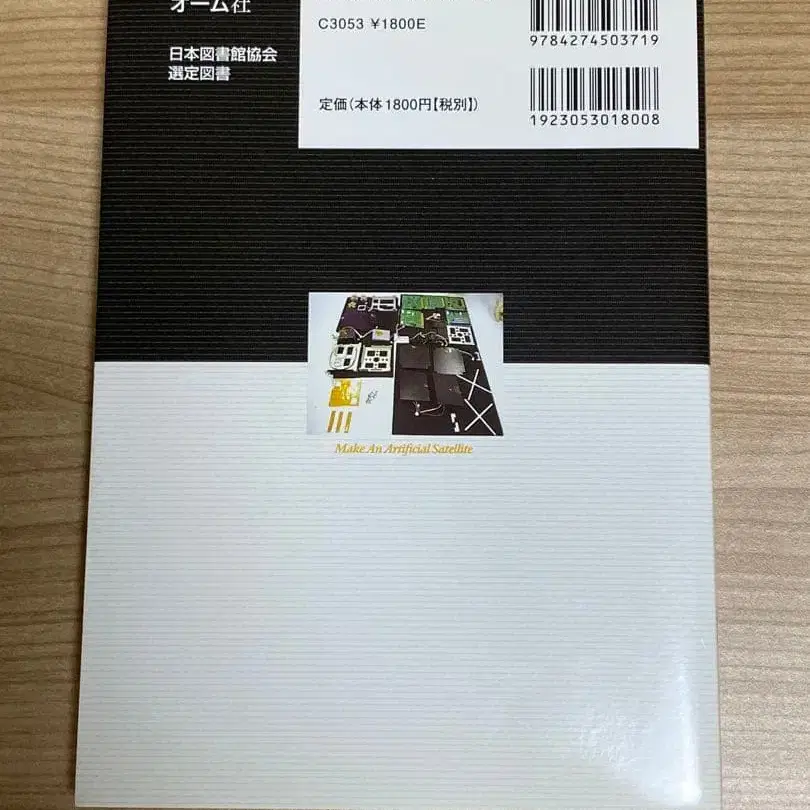 オーム社
日本図書館協会
選定図書
C3053 ¥1800E
9784274503719
定価(本体1800円【税別】)
1923053018008
Make An Artificial Satellite